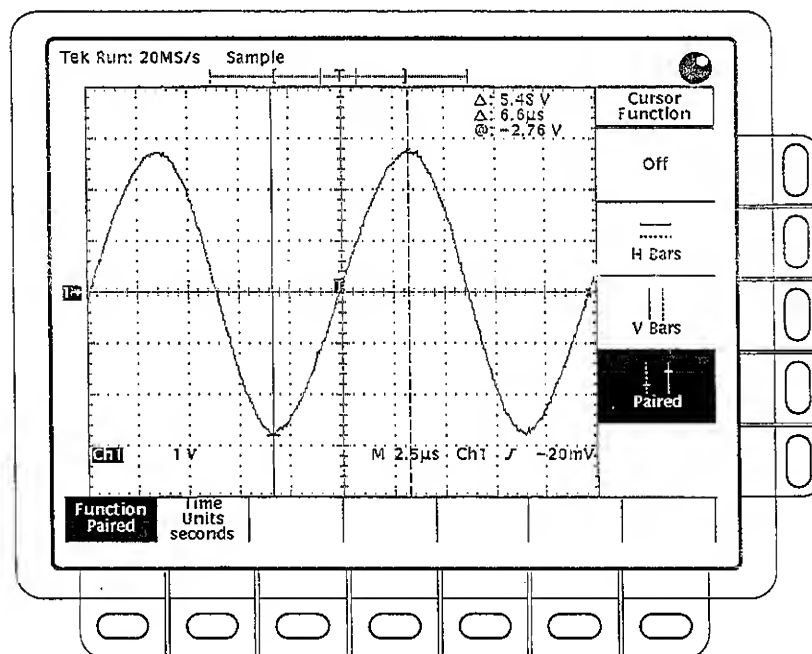 Tek Run: 20MS/s Sample
Δ: 5.48 V
Δ: 6.6µs
@: -2.76 V
Cursor
Function
Off
H Bars
V Bars
Paired
T
1
Ch1 1 V M 2.5µs Ch1 ∫ -20mV
Function
Paired
Time
Units
seconds